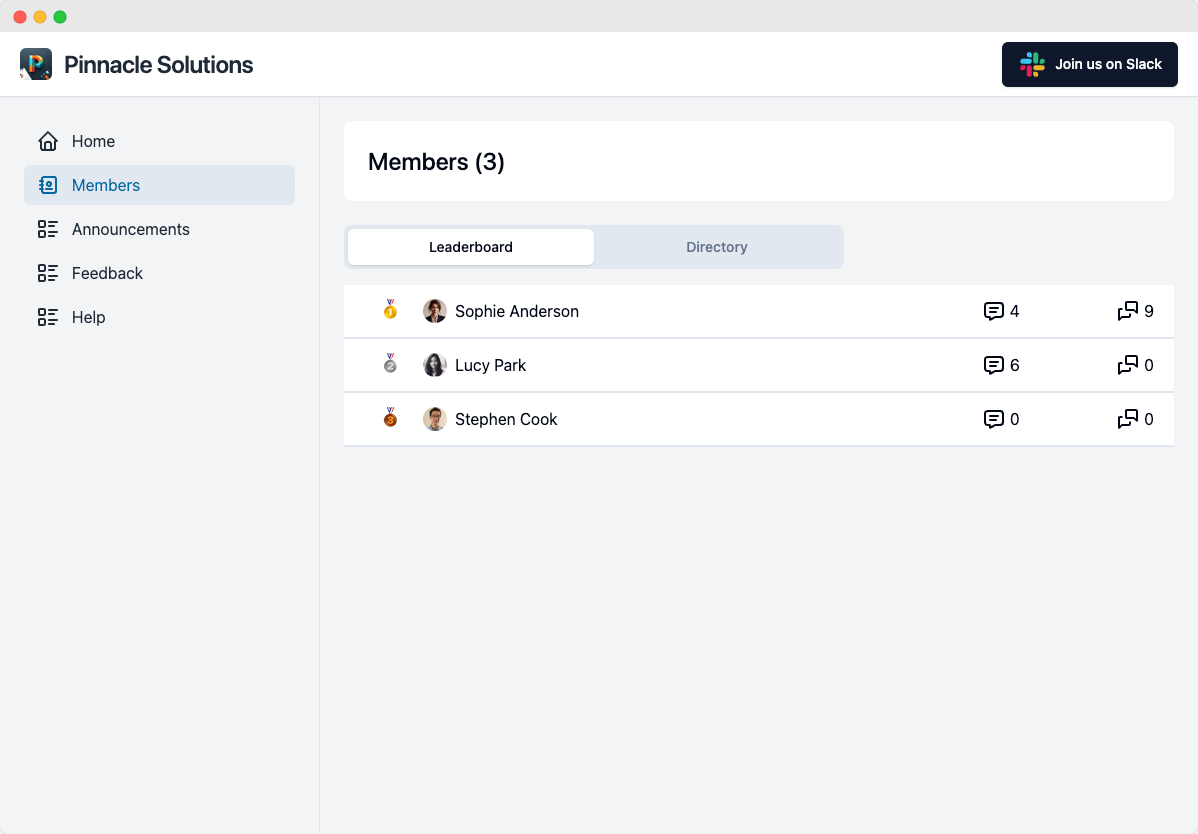 Pinnacle Solutions
Join us on Slack
Home
Members
Announcements
Feedback
Help
Members (3)
Leaderboard
Directory
1 Sophie Anderson 4 9
2 Lucy Park 6 0
3 Stephen Cook 0 0